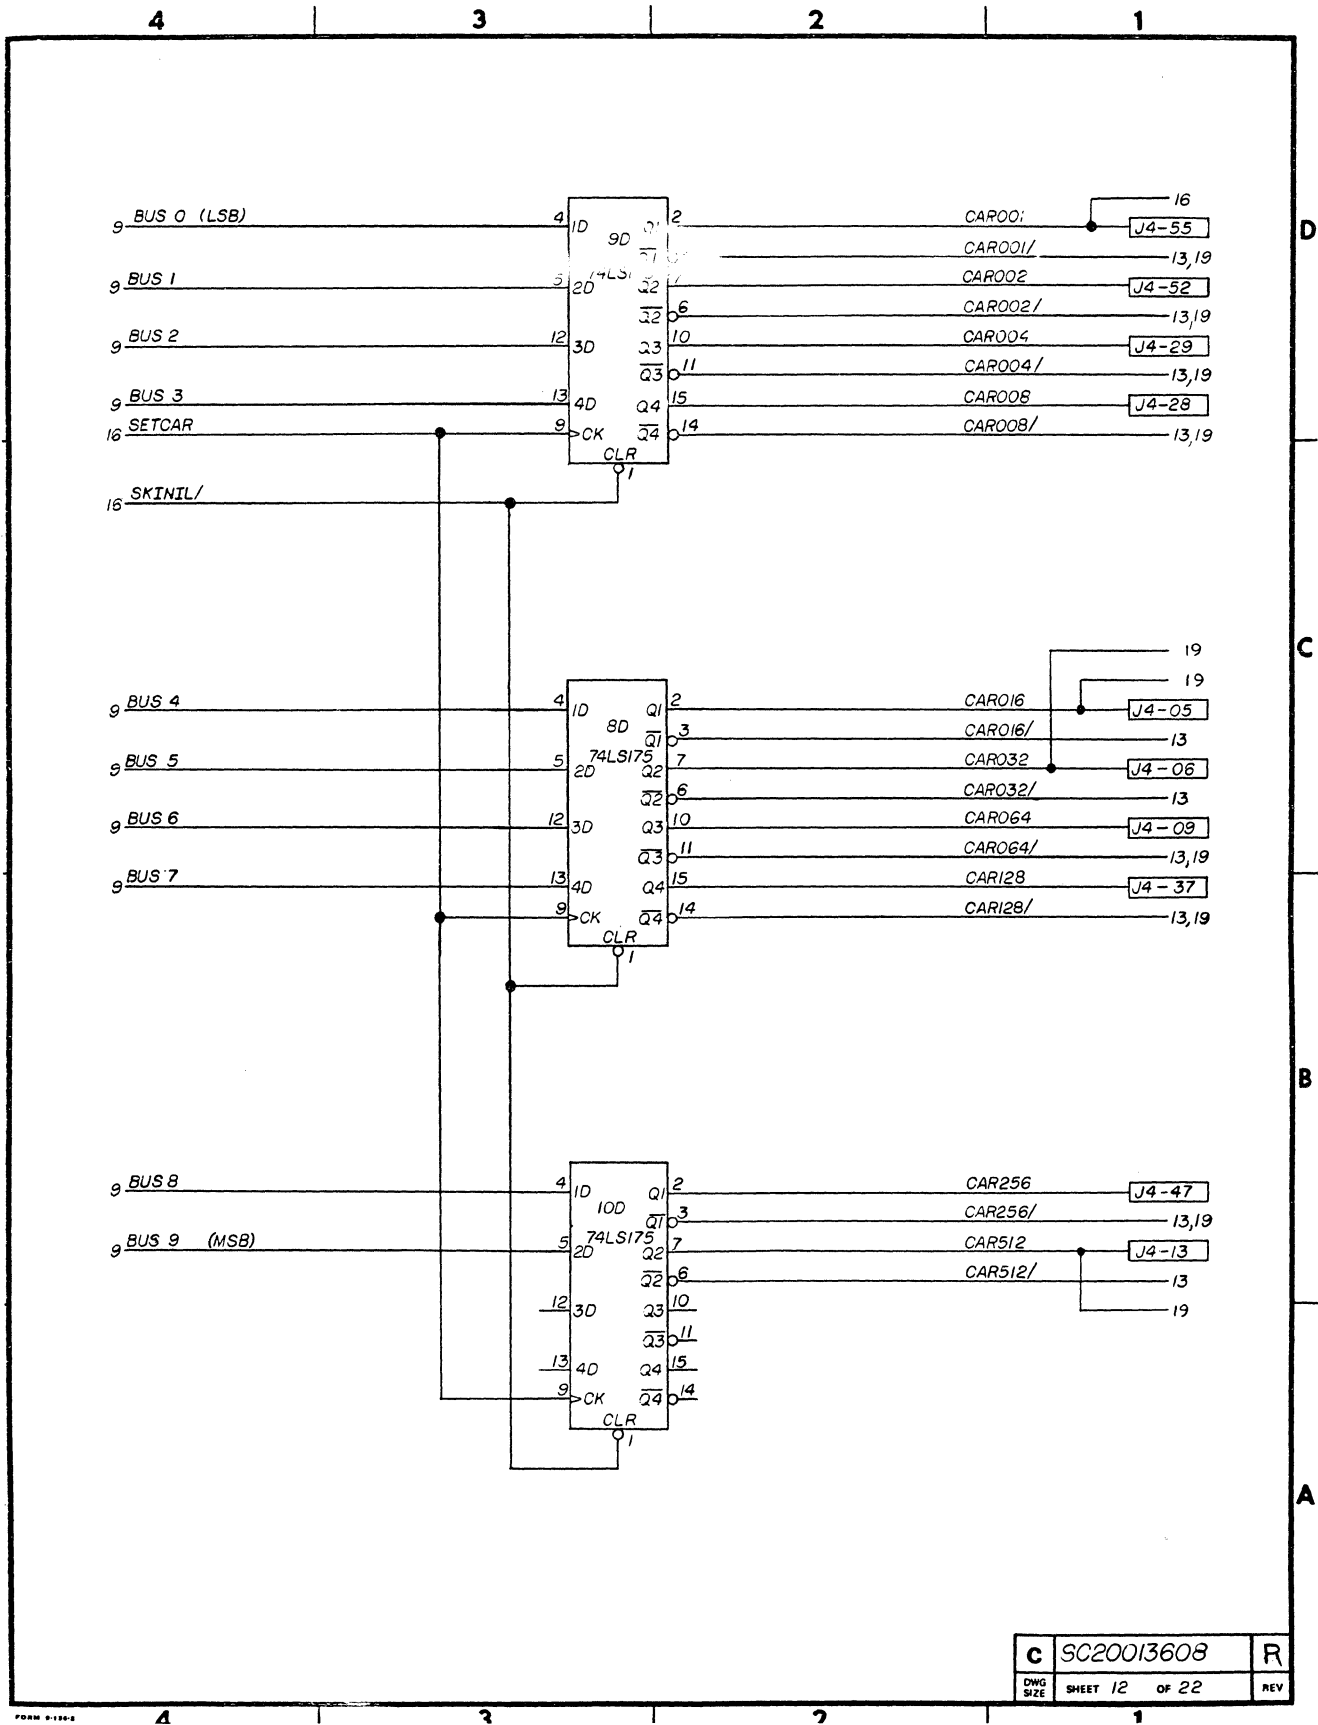 4 3 2 1
16
9 BUS 0 (LSB) 4 1D 9D Q1 2 CAR001 J4-55 D
Q1 CAR001/ 13,19
9 BUS 1 5 2D Q2 7 CAR002 J4-52
Q2 6 CAR002/ 13,19
9 BUS 2 12 3D Q3 10 CAR004 J4-29
Q3 11 CAR004/ 13,19
9 BUS 3 13 4D Q4 15 CAR008 J4-28
16 SETCAR 9 CK Q4 14 CAR008/ 13,19
CLR
1
16 SKINIL/
19 C
19
9 BUS 4 4 1D 8D Q1 2 CAR016 J4-05
Q1 3 CAR016/ 13
74LS175
9 BUS 5 5 2D Q2 7 CAR032 J4-06
Q2 6 CAR032/ 13
9 BUS 6 12 3D Q3 10 CAR064 J4-09
Q3 11 CAR064/ 13,19
9 BUS 7 13 4D Q4 15 CAR128 J4-37
9 CK Q4 14 CAR128/ 13,19
CLR
1
B
9 BUS 8 4 1D 10D Q1 2 CAR256 J4-47
Q1 3 CAR256/ 13,19
74LS175
9 BUS 9 (MSB) 5 2D Q2 7 CAR512 J4-13
Q2 6 CAR512/ 13
12 3D Q3 10 19
Q3 11
13 4D Q4 15
9 CK Q4 14
CLR
1
A
C SC20013608 R
DWG SIZE SHEET 12 OF 22 REV
FORM 9-136-2
4 3 2 1